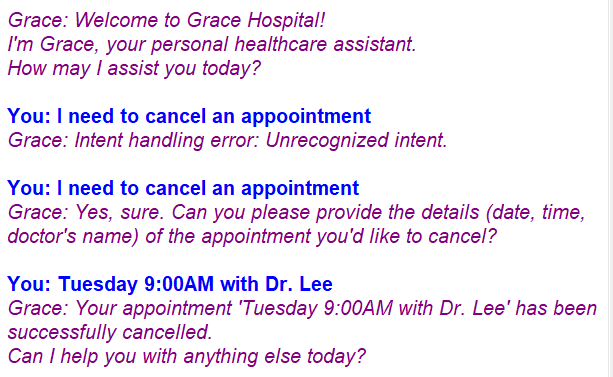 Grace: Welcome to Grace Hospital!
I'm Grace, your personal healthcare assistant.
How may I assist you today?
You: I need to cancel an appoointment
Grace: Intent handling error: Unrecognized intent.
You: I need to cancel an appointment
Grace: Yes, sure. Can you please provide the details (date, time,
doctor's name) of the appointment you'd like to cancel?
You: Tuesday 9:00AM with Dr. Lee
Grace: Your appointment 'Tuesday 9:00AM with Dr. Lee' has been
successfully cancelled.
Can I help you with anything else today?